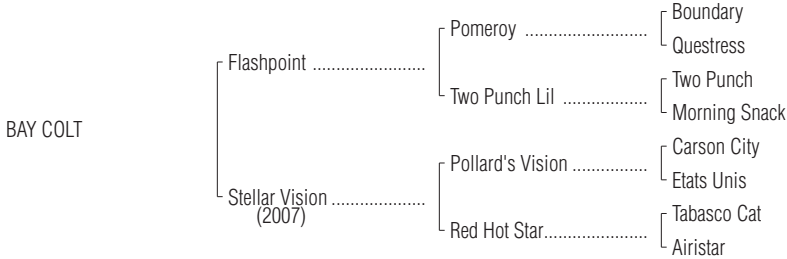 Boundary
Pomeroy ..........................
Questress
Flashpoint ........................
Two Punch
Two Punch Lil ..................
Morning Snack
BAY COLT
Carson City
Pollard's Vision ................
Etats Unis
Stellar Vision ....................
(2007)
Tabasco Cat
Red Hot Star......................
Airistar